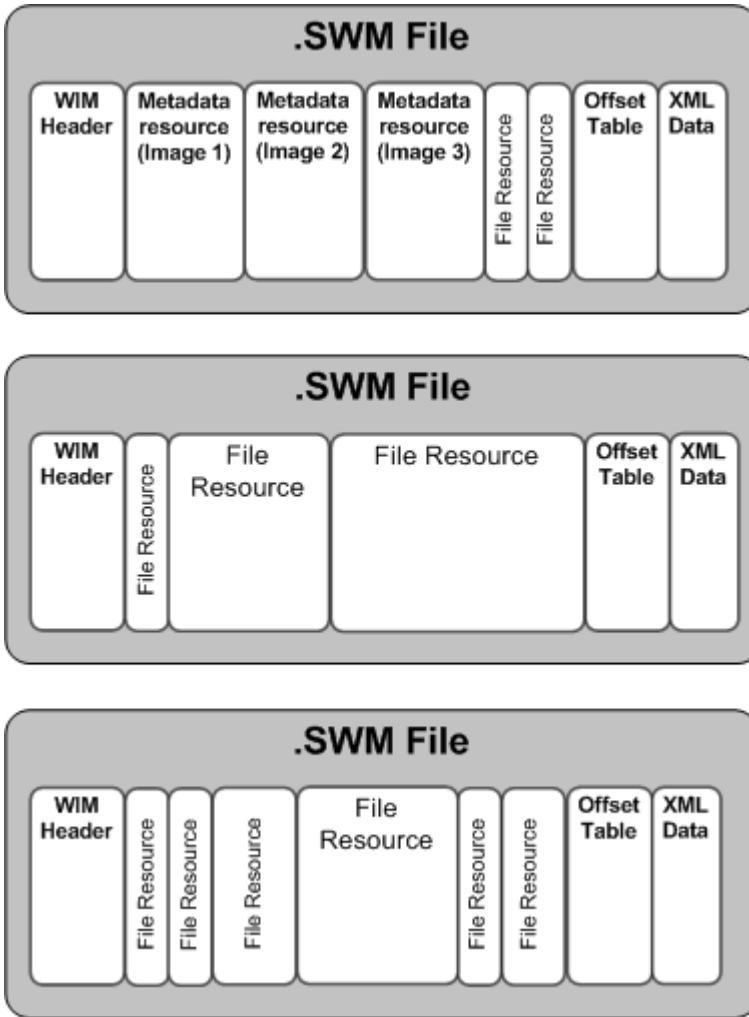 .SWM File
WIM
Header
Metadata
resource
(Image 1)
Metadata
resource
(Image 2)
Metadata
resource
(Image 3)
File Resource
File Resource
Offset
Table
XML
Data
.SWM File
WIM
Header
File Resource
File
Resource
File Resource
Offset
Table
XML
Data
.SWM File
WIM
Header
File Resource
File Resource
File Resource
File
Resource
File Resource
File Resource
Offset
Table
XML
Data